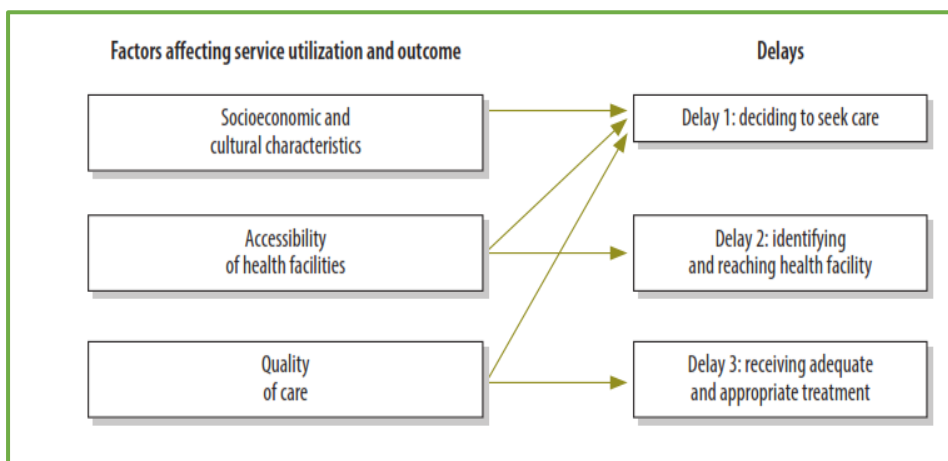 Factors affecting service utilization and outcome
Delays
Socioeconomic and
cultural characteristics
Delay 1: deciding to seek care
Accessibility
of health facilities
Delay 2: identifying
and reaching health facility
Quality
of care
Delay 3: receiving adequate
and appropriate treatment